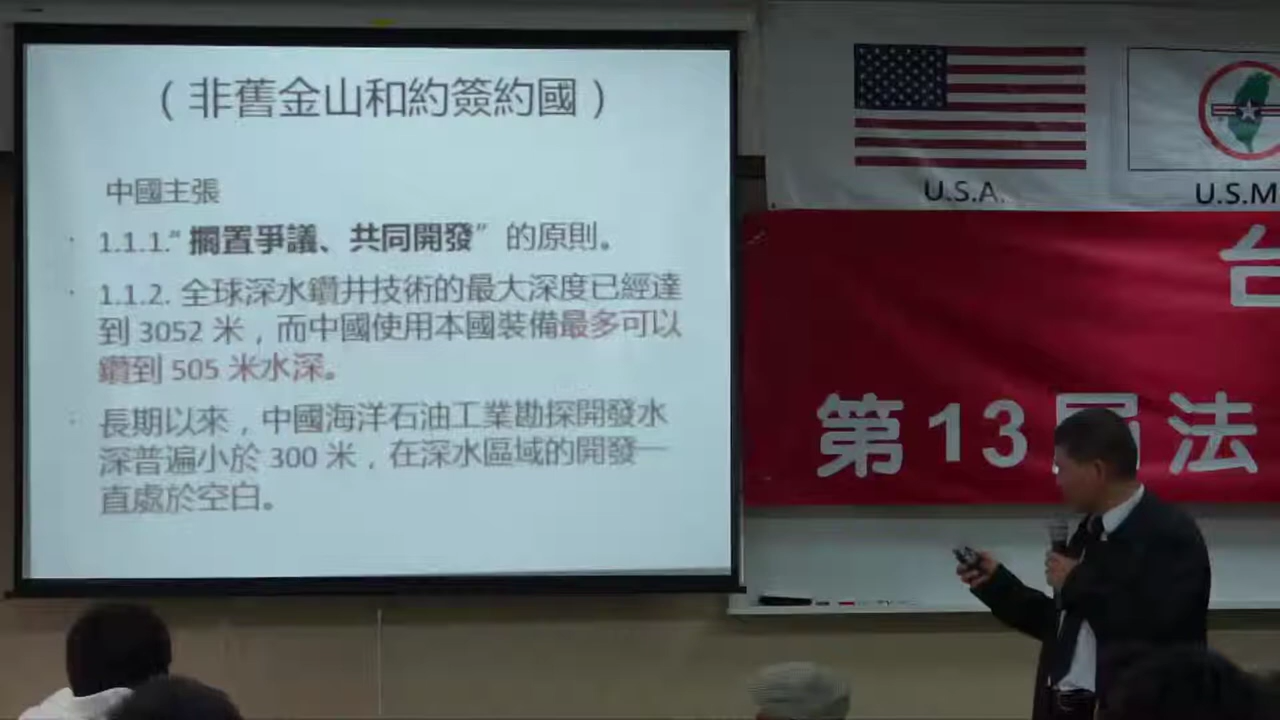 （非舊金山和約簽約國）
中國主張
· 1.1.1.“擱置爭議、共同開發” 的原則。
· 1.1.2. 全球深水鑽井技術的最大深度已經達
到 3052 米，而中國使用本國裝備最多可以
鑽到 505 米水深。
· 長期以來，中國海洋石油工業勘探開發水
深普遍小於 300 米，在深水區域的開發一
直處於空白。
U.S.A.
U.S.M
台
第13屆法